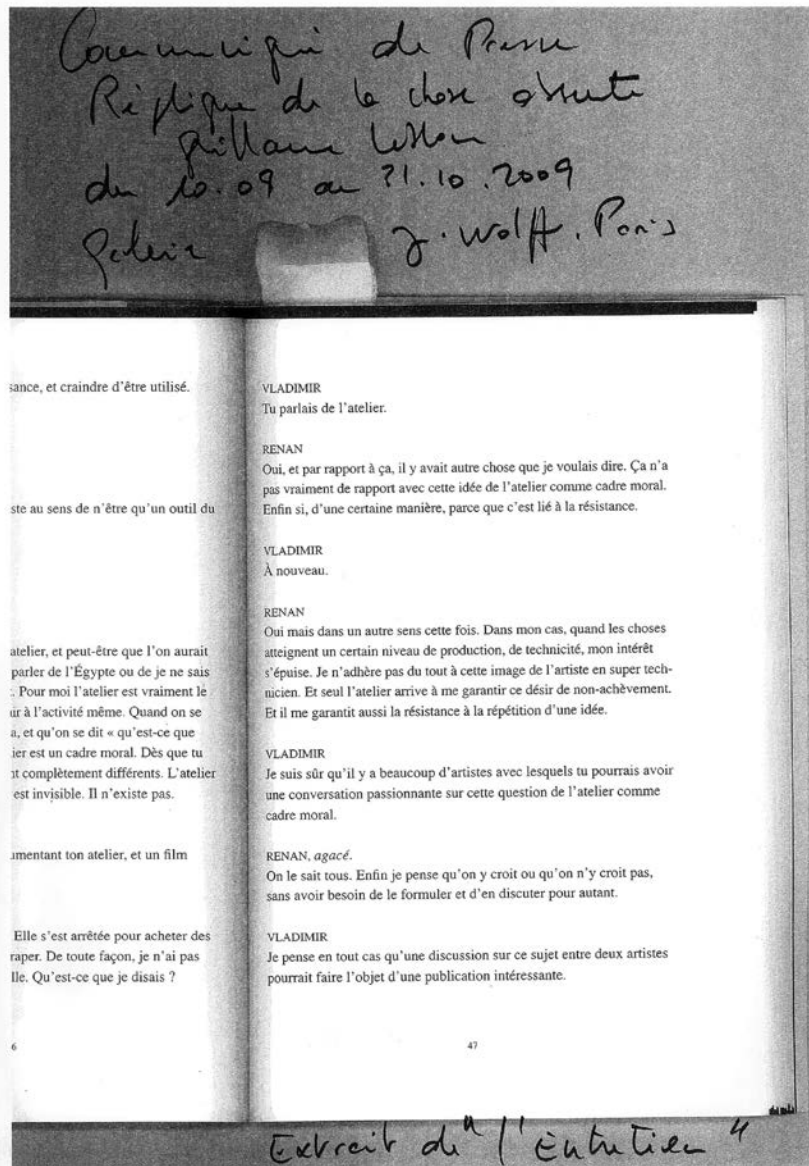 Communiqué de Presse
Réplique de la chose absente
Guillaume Leblon
du 10.09 au 31.10.2009
Galerie J. Wolff. Paris
sance, et craindre d'être utilisé.
ste au sens de n'être qu'un outil du
atelier, et peut-être que l'on aurait
parler de l'Égypte ou de je ne sais
. Pour moi l'atelier est vraiment le
ir à l'activité même. Quand on se
a, et qu'on se dit « qu'est-ce que
ier est un cadre moral. Dès que tu
nt complètement différents. L'atelier
est invisible. Il n'existe pas.
umentant ton atelier, et un film
Elle s'est arrêtée pour acheter des
raper. De toute façon, je n'ai pas
lle. Qu'est-ce que je disais ?
6
VLADIMIR
Tu parlais de l'atelier.
RENAN
Oui, et par rapport à ça, il y avait autre chose que je voulais dire. Ça n'a
pas vraiment de rapport avec cette idée de l'atelier comme cadre moral.
Enfin si, d'une certaine manière, parce que c'est lié à la résistance.
VLADIMIR
À nouveau.
RENAN
Oui mais dans un autre sens cette fois. Dans mon cas, quand les choses
atteignent un certain niveau de production, de technicité, mon intérêt
s'épuise. Je n'adhère pas du tout à cette image de l'artiste en super tech-
nicien. Et seul l'atelier arrive à me garantir ce désir de non-achèvement.
Et il me garantit aussi la résistance à la répétition d'une idée.
VLADIMIR
Je suis sûr qu'il y a beaucoup d'artistes avec lesquels tu pourrais avoir
une conversation passionnante sur cette question de l'atelier comme
cadre moral.
RENAN, agacé.
On le sait tous. Enfin je pense qu'on y croit ou qu'on n'y croit pas,
sans avoir besoin de le formuler et d'en discuter pour autant.
VLADIMIR
Je pense en tout cas qu'une discussion sur ce sujet entre deux artistes
pourrait faire l'objet d'une publication intéressante.
47
Extrait de "l'Entretien"